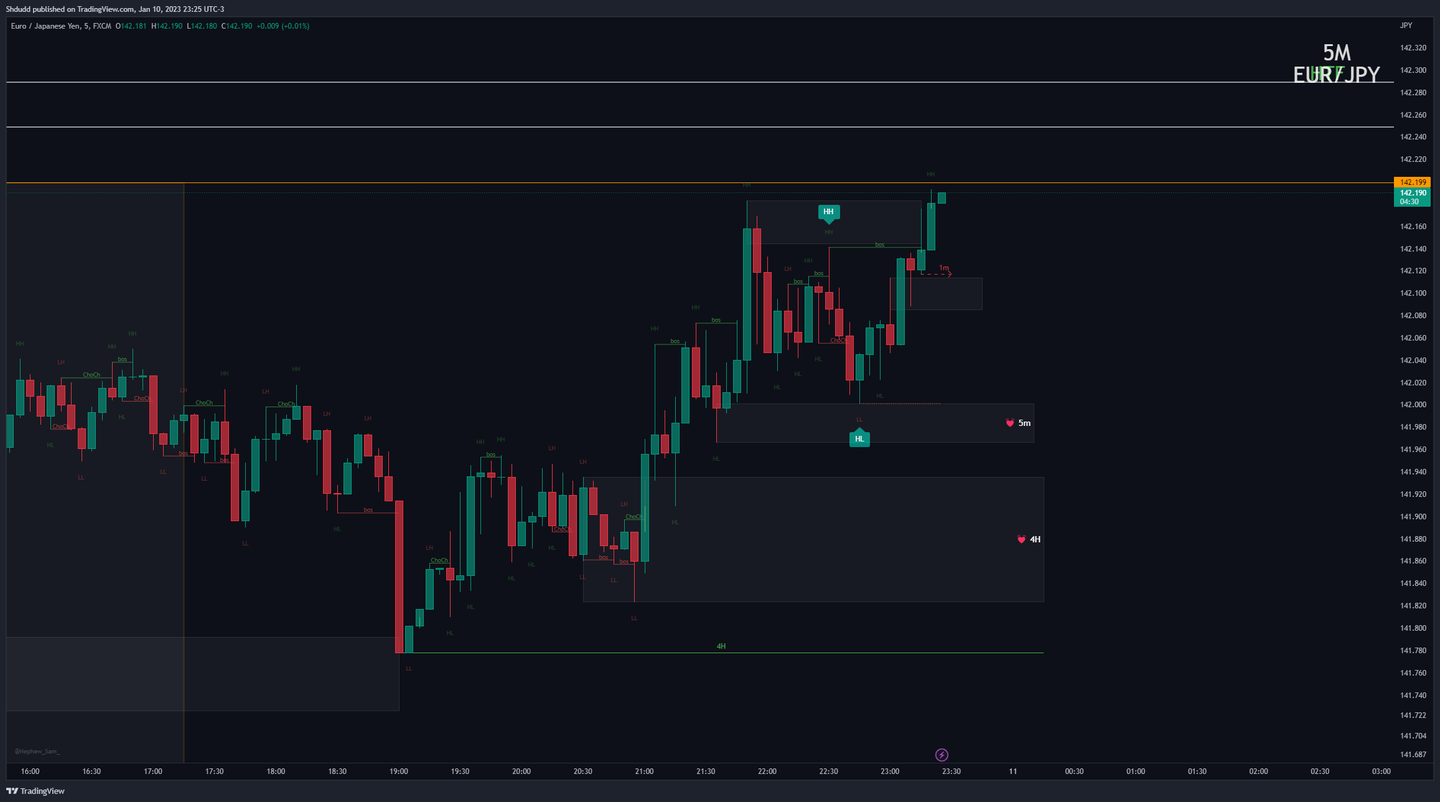 Shdudd published on TradingView.com, Jan 10, 2023 23:25 UTC-3
Euro / Japanese Yen, 5, FXCM O142.181 H142.190 L142.180 C142.190 +0.009 (+0.01%)
JPY
5M
EUR/JPY
142.320
142.300
142.280
142.260
142.240
142.220
142.199
142.190
04:30
142.160
142.140
142.120
142.100
142.080
142.060
142.040
142.020
142.000
141.980
141.960
141.940
141.920
141.900
141.880
141.860
141.840
141.820
141.800
141.780
141.760
141.740
141.722
141.704
141.687
HH
HH
HH
HH
bos
1m
LH
HH
bos
bos
HH
HH
bos
bos
ChoCh
HL
HL
HL
HL
LL
HL
5m
HL
HL
4H
4H
HH
LH
HH
HH
bos
ChoCh
ChoCh
ChoCh
HL
HL
LL
LH
HH
ChoCh
bos
bos
LL
LL
LL
LH
HH
ChoCh
LH
LH
bos
HL
LL
LH
ChoCh
HL
HL
HH
HH
bos
HL
HL
LH
ChoCh
HL
LH
LH
ChoCh
bos
bos
LL
LL
LL
@Nephew_Sam_
16:00 16:30 17:00 17:30 18:00 18:30 19:00 19:30 20:00 20:30 21:00 21:30 22:00 22:30 23:00 23:30 11 00:30 01:00 01:30 02:00 02:30 03:00
TradingView